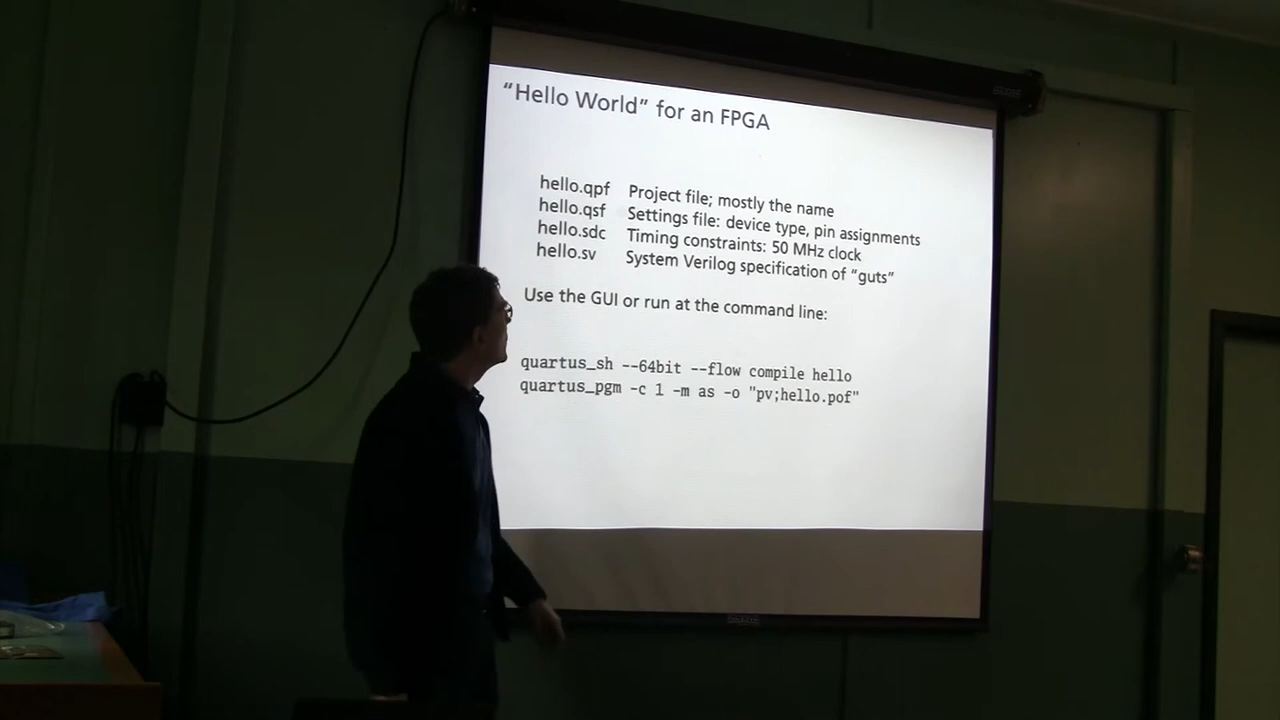 “Hello World” for an FPGA
hello.qpf Project file; mostly the name
hello.qsf Settings file: device type, pin assignments
hello.sdc Timing constraints: 50 MHz clock
hello.sv System Verilog specification of “guts”
Use the GUI or run at the command line:
quartus_sh --64bit --flow compile hello
quartus_pgm -c 1 -m as -o "pv;hello.pof"